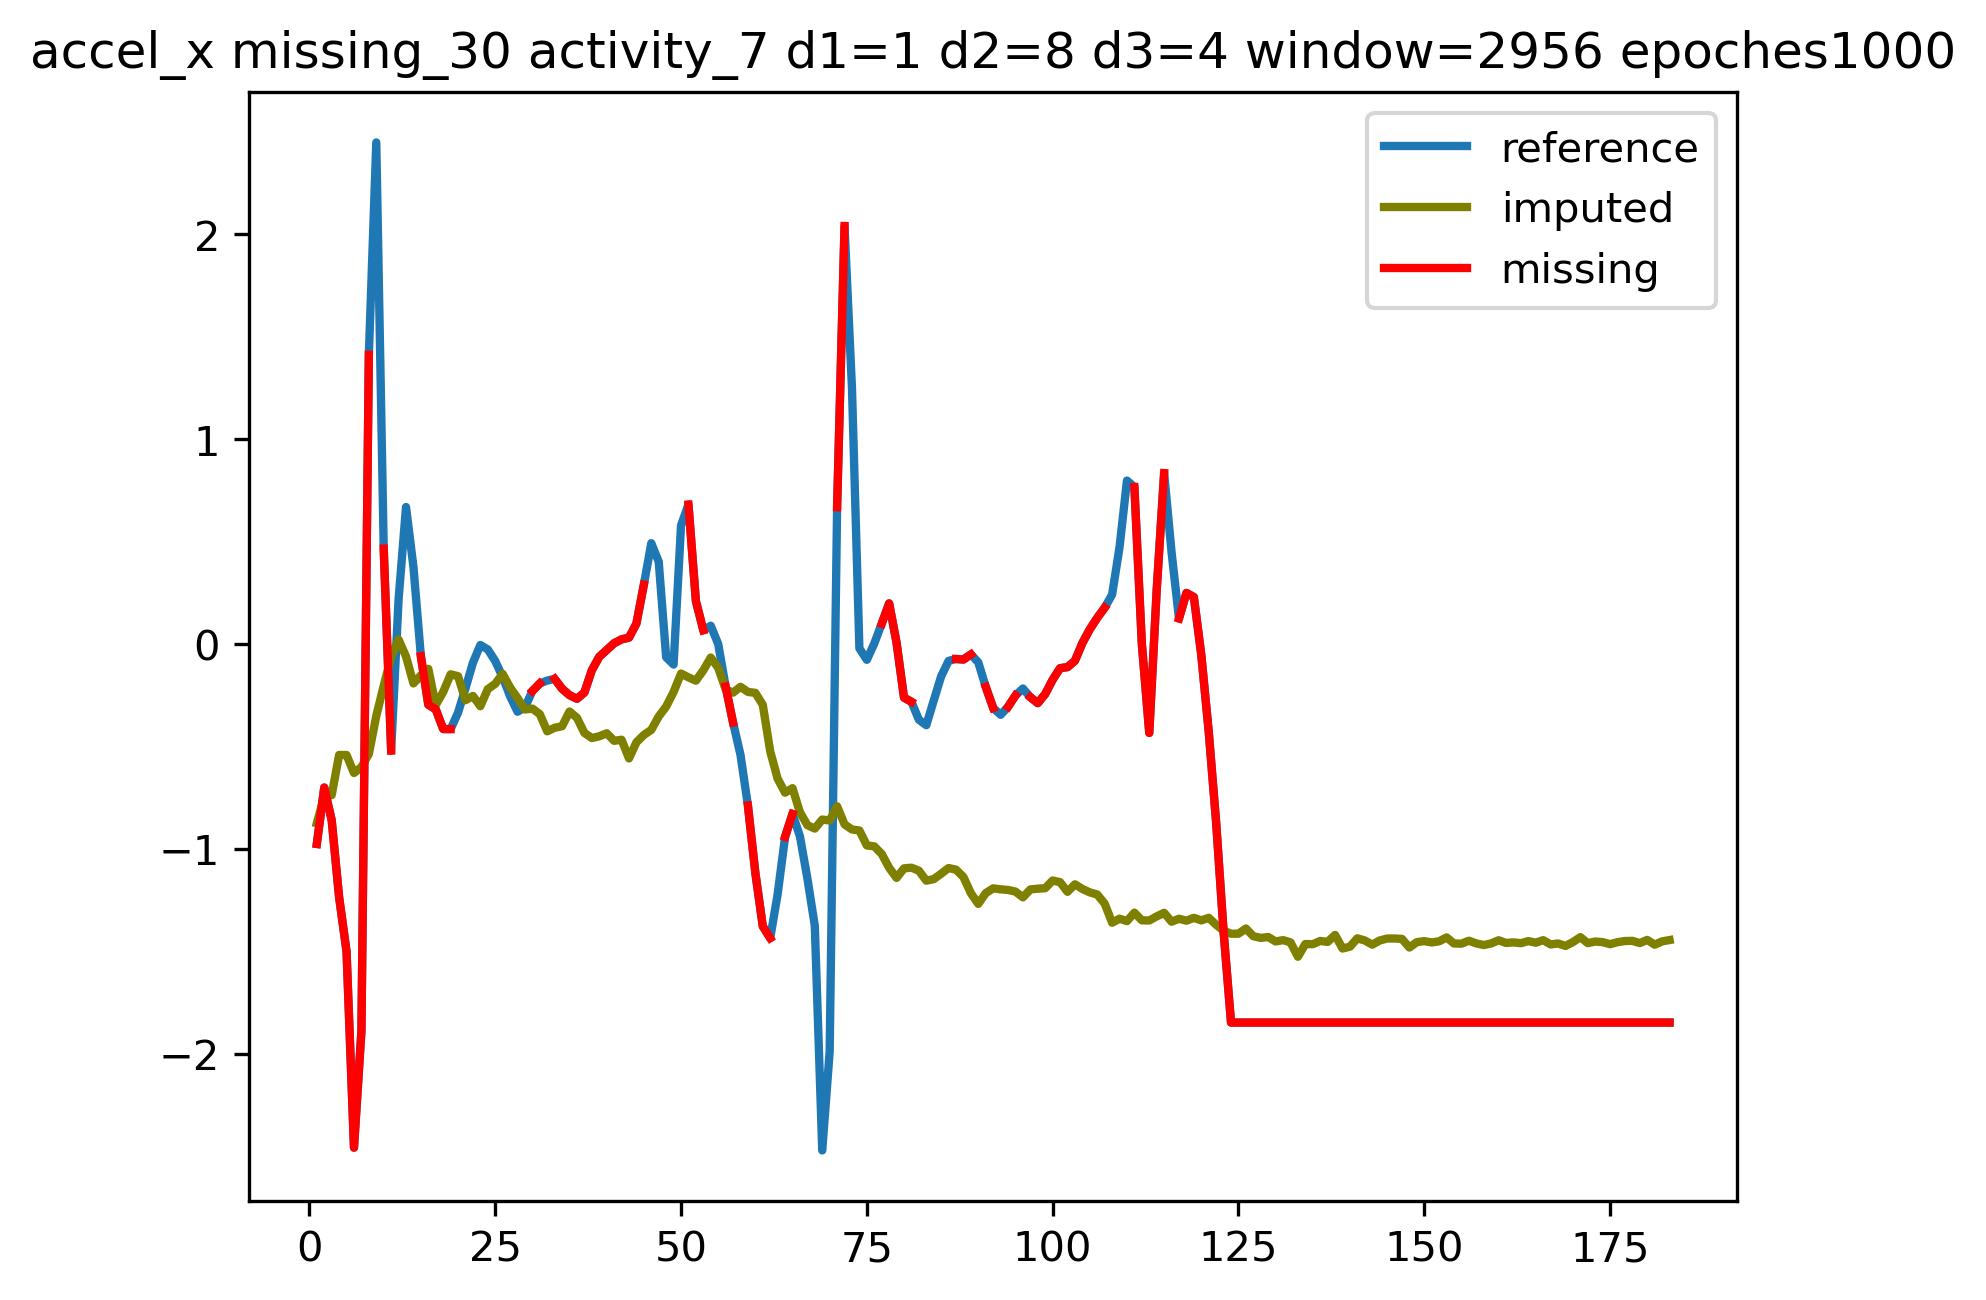 accel_x missing_30 activity_7 d1=1 d2=8 d3=4 window=2956 epoches1000
reference
imputed
missing
2
1
0
−1
−2
0 25 50 75 100 125 150 175